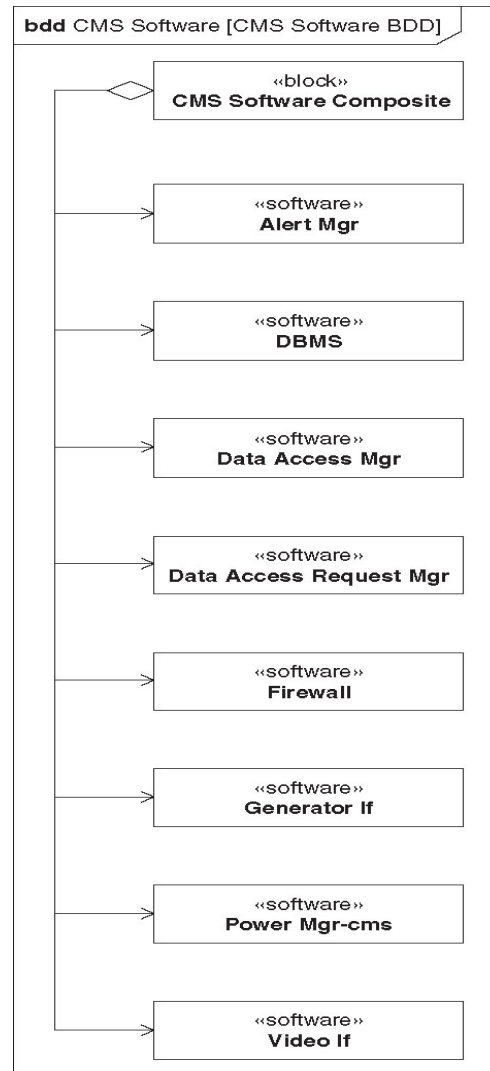 bdd CMS Software [CMS Software BDD]
«block»
CMS Software Composite
«software»
Alert Mgr
«software»
DBMS
«software»
Data Access Mgr
«software»
Data Access Request Mgr
«software»
Firewall
«software»
Generator If
«software»
Power Mgr-cms
«software»
Video If